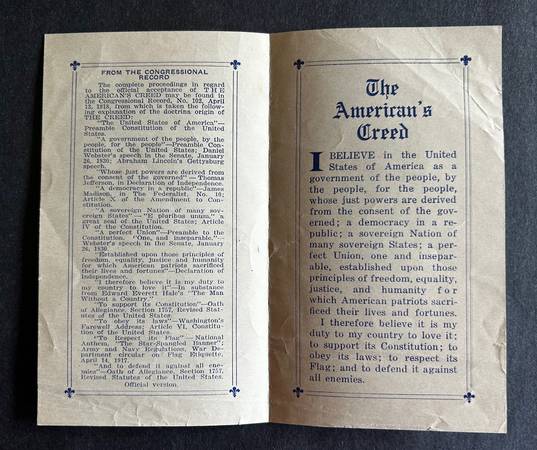 FROM THE CONGRESSIONAL
RECORD
The complete proceedings in regard
to the official acceptance of THE
AMERICAN'S CREED may be found in
the Congressional Record, No. 102, April
13, 1918, from which is taken the follow-
ing explanation of the doctrina origin of
THE CREED:
"The United States of America"—
Preamble Constitution of the United
States.
"A government of the people, by the
people, for the people"—Preamble Con-
stitution of the United States; Daniel
Webster's speech in the Senate, January
26, 1830; Abraham Lincoln's Gettysburg
speech.
"Whose just powers are derived from
the consent of the governed"—Thomas
Jefferson, in Declaration of Independence.
"A democracy in a republic"—James
Madison, in The Federalist, No. 10;
Article X of the Amendment to Con-
stitution.
"A sovereign Nation of many sov-
ereign States"—"E pluribus unum," a
great seal of the United States; Article
IV of the Constitution.
"A perfect Union"—Preamble to the
Constitution. "One, and inseparable,"—
Webster's speech in the Senate, January
26, 1830.
"Established upon those principles of
freedom, equality, justice and humanity
for which American patriots sacrificed
their lives and fortunes"—Declaration of
Independence.
"I therefore believe it is my duty to
my country to love it"—In substance
from Edward Everett Hale's "The Man
Without a Country."
"To support its Constitution"—Oath
of Allegiance, Section 1757, Revised Stat-
utes of the United States.
"To obey its laws"—Washington's
Farewell Address; Article VI, Constitu-
tion of the United States.
"To Respect its Flag"—National
Anthem, "The Star-Spangled Banner";
Army and Navy Regulations, War De-
partment circular on Flag Etiquette,
April 14, 1917.
"And to defend it against all ene-
mies"—Oath of Allegiance, Section 1757,
Revised Statutes of the United States.
Official version.
The
American's
Creed
I BELIEVE in the United
States of America as a
government of the people, by
the people, for the people,
whose just powers are derived
from the consent of the gov-
erned; a democracy in a re-
public; a sovereign Nation of
many sovereign States; a per-
fect Union, one and insepar-
able, established upon those
principles of freedom, equality,
justice, and humanity for
which American patriots sacri-
ficed their lives and fortunes.
I therefore believe it is my
duty to my country to love it;
to support its Constitution; to
obey its laws; to respect its
Flag; and to defend it against
all enemies.